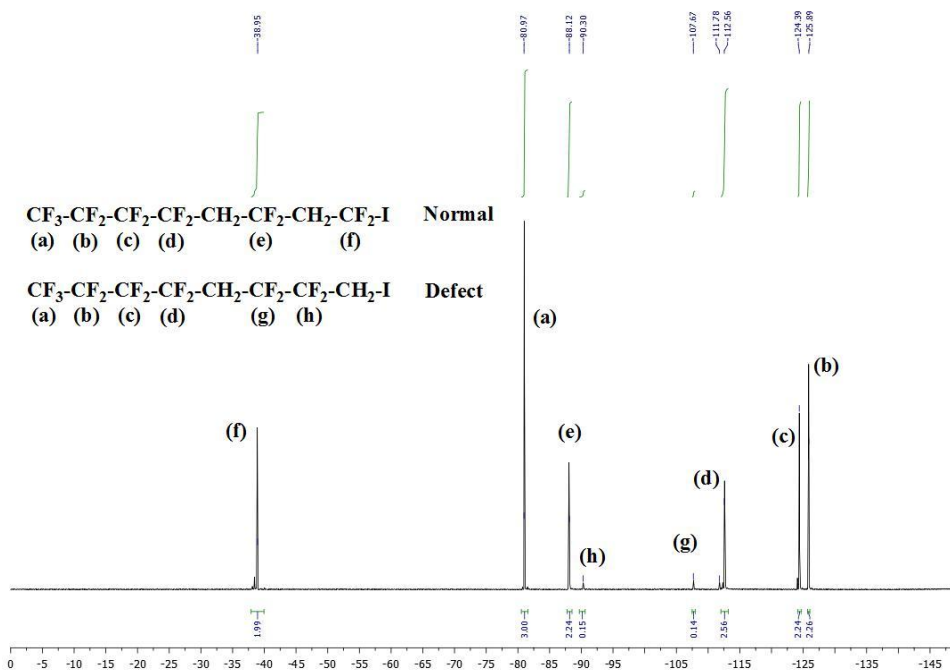 -38.95 -80.97 -88.12 -90.30 -107.67 -111.78 -112.56 -124.39 -125.89
CF3-CF2-CF2-CF2-CH2-CF2-CH2-CF2-I Normal
(a) (b) (c) (d) (e) (f)
CF3-CF2-CF2-CF2-CH2-CF2-CF2-CH2-I Defect
(a) (b) (c) (d) (g) (h)
(a)
(b)
(f) (e) (c)
(d)
(h) (g)
1.99 3.00 2.24 0.15 0.14 2.56 2.24 2.26
0 -5 -10 -15 -20 -25 -30 -35 -40 -45 -50 -55 -60 -65 -70 -75 -80 -85 -90 -95 -105 -115 -125 -135